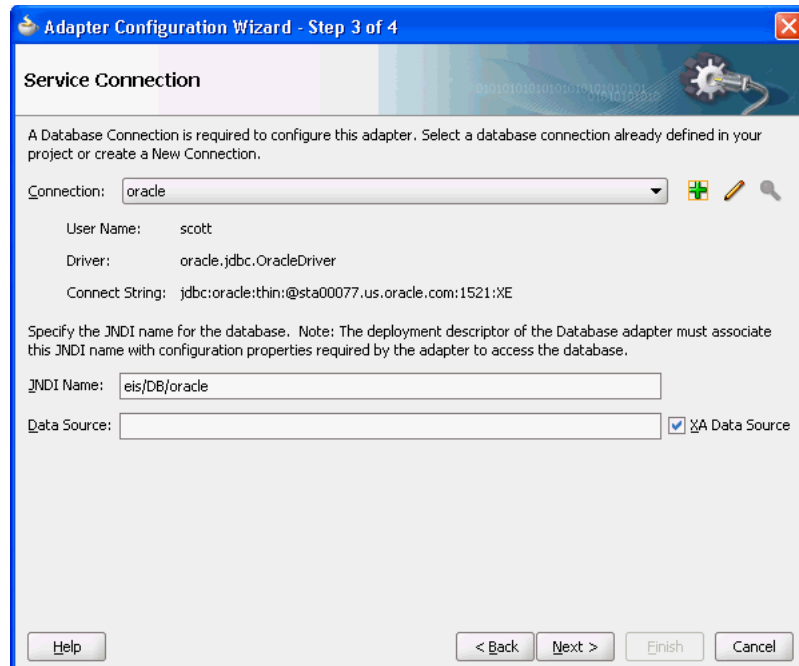 Adapter Configuration Wizard - Step 3 of 4
Service Connection
A Database Connection is required to configure this adapter. Select a database connection already defined in your
project or create a New Connection.
Connection: oracle
User Name: scott
Driver: oracle.jdbc.OracleDriver
Connect String: jdbc:oracle:thin:@sta00077.us.oracle.com:1521:XE
Specify the JNDI name for the database. Note: The deployment descriptor of the Database adapter must associate
this JNDI name with configuration properties required by the adapter to access the database.
JNDI Name: eis/DB/oracle
Data Source: XA Data Source
Help < Back Next > Finish Cancel